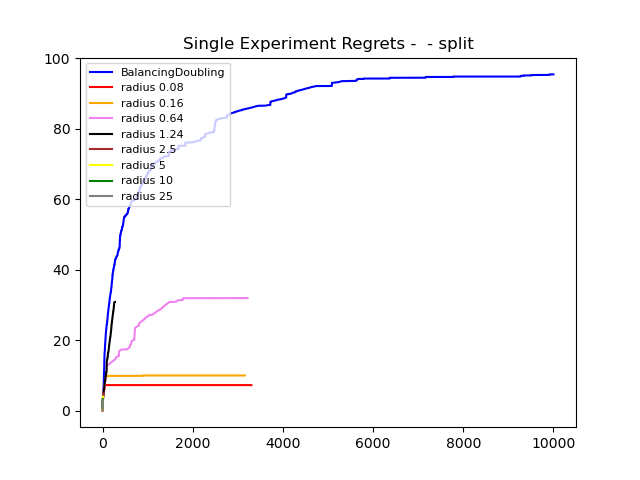 Single Experiment Regrets -  - split
100
80
60
40
20
0
BalancingDoubling
radius 0.08
radius 0.16
radius 0.64
radius 1.24
radius 2.5
radius 5
radius 10
radius 25
0 2000 4000 6000 8000 10000